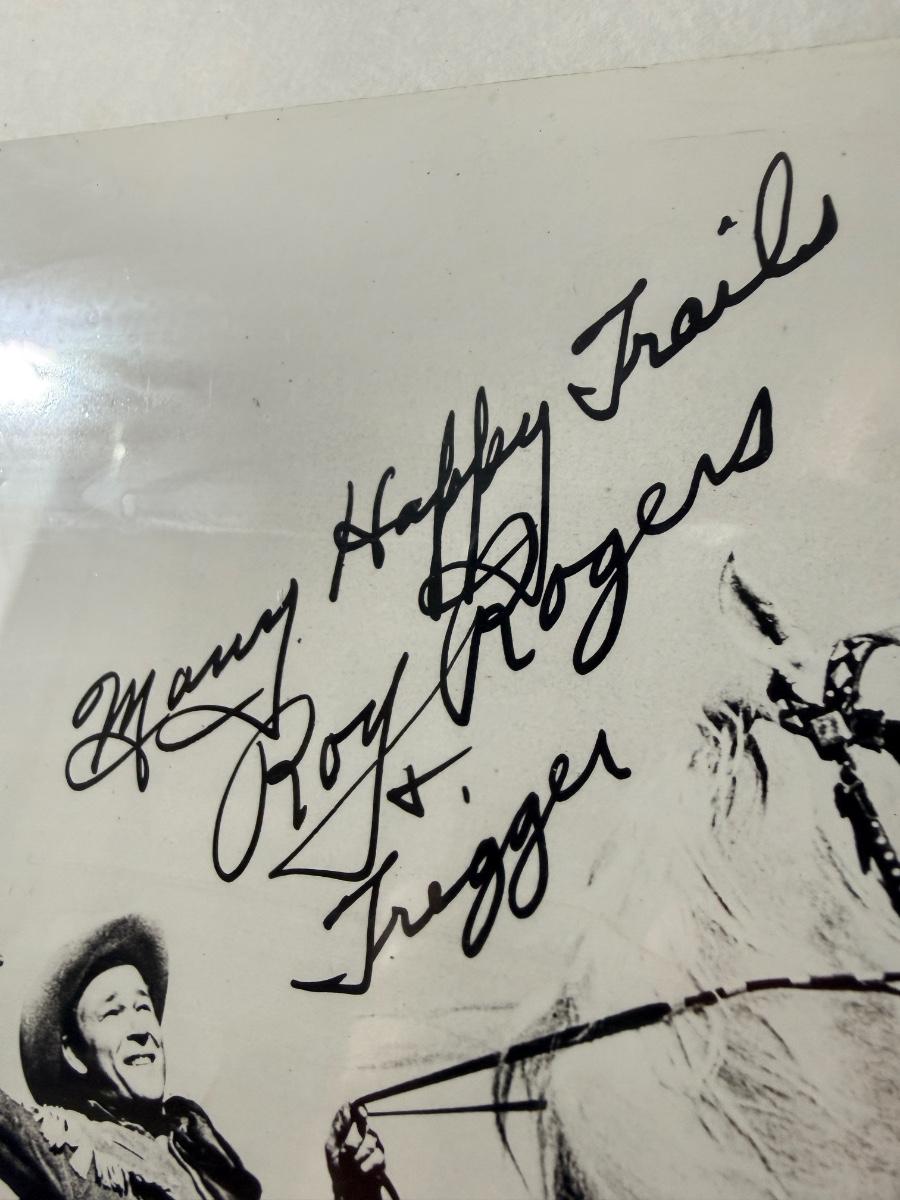 Many Happy Trails
Roy Rogers
+
Trigger